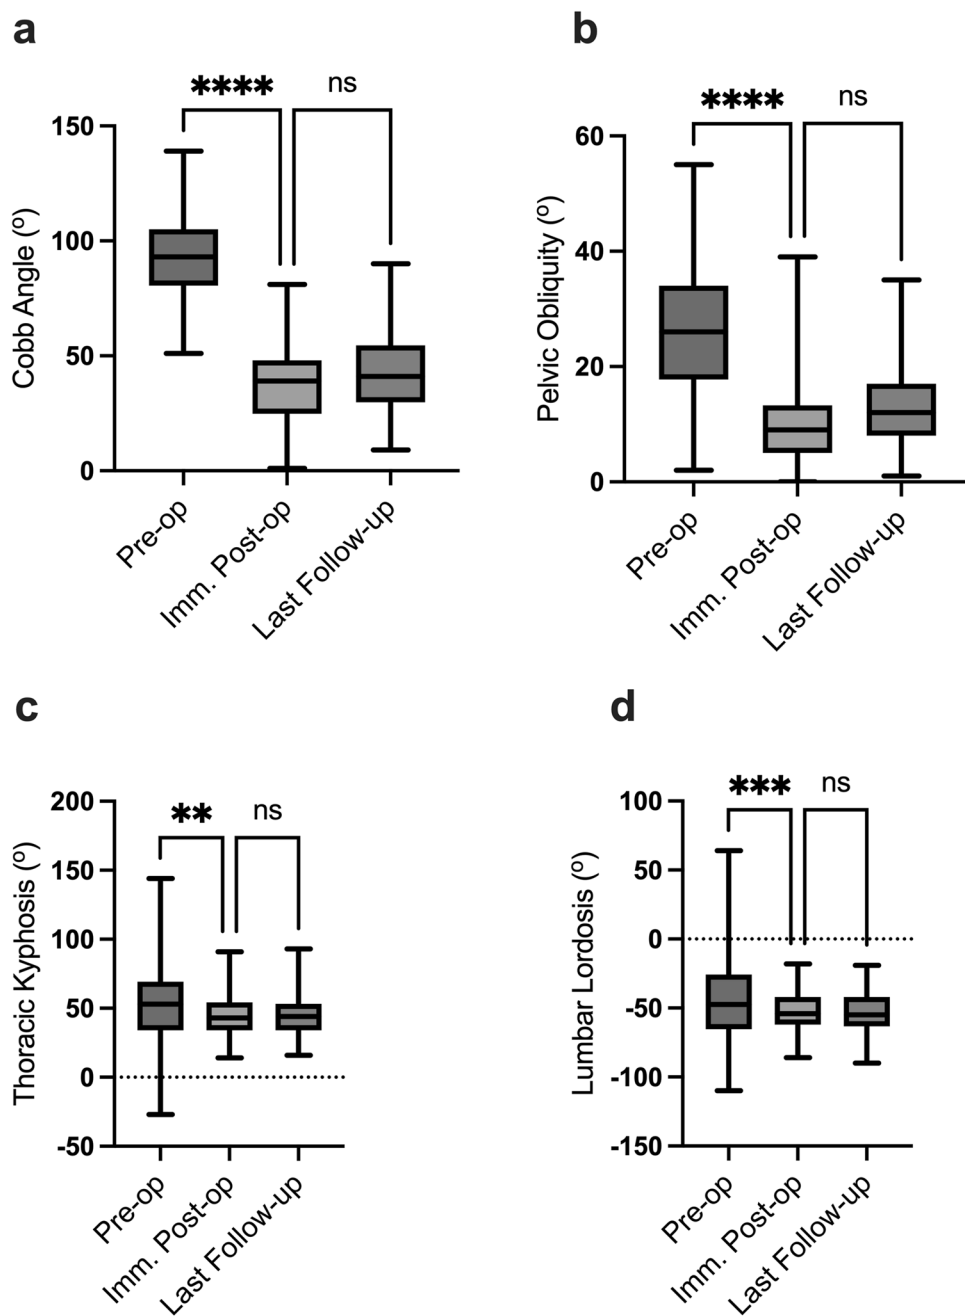 a
**** ns
Cobb Angle (º)
150
100
50
0
Pre-op
Imm. Post-op
Last Follow-up
b
**** ns
Pelvic Obliquity (º)
60
40
20
0
Pre-op
Imm. Post-op
Last Follow-up
c
** ns
Thoracic Kyphosis (º)
200
150
100
50
0
-50
Pre-op
Imm. Post-op
Last Follow-up
d
*** ns
Lumbar Lordosis (º)
100
50
0
-50
-100
-150
Pre-op
Imm. Post-op
Last Follow-up